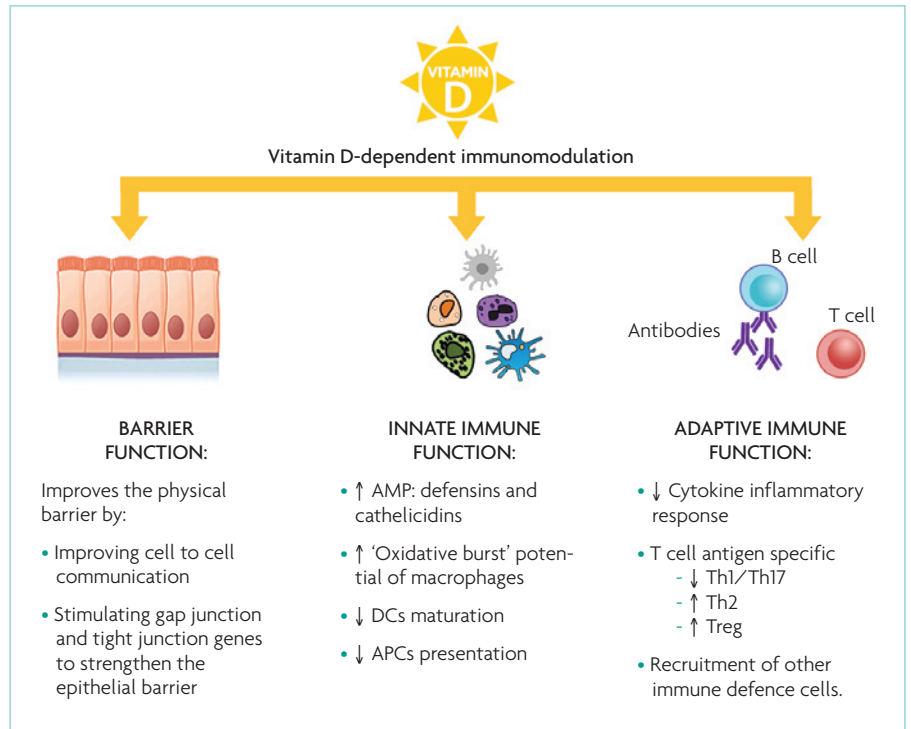 VITAMIN
D
Vitamin D-dependent immunomodulation
B cell
T cell
Antibodies
BARRIER
FUNCTION:
Improves the physical
barrier by:
• Improving cell to cell
communication
• Stimulating gap junction
and tight junction genes
to strengthen the
epithelial barrier
INNATE IMMUNE
FUNCTION:
• ↑ AMP: defensins and
cathelicidins
• ↑ ‘Oxidative burst’ poten-
tial of macrophages
• ↓ DCs maturation
• ↓ APCs presentation
ADAPTIVE IMMUNE
FUNCTION:
• ↓ Cytokine inflammatory
response
• T cell antigen specific
- ↓ Th1/Th17
- ↑ Th2
- ↑ Treg
• Recruitment of other
immune defence cells.